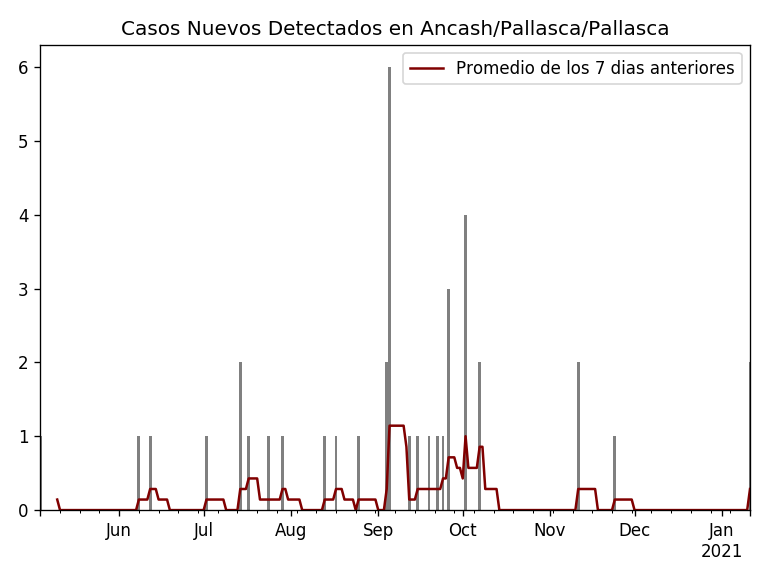 Casos Nuevos Detectados en Ancash/Pallasca/Pallasca
Promedio de los 7 dias anteriores
6
5
4
3
2
1
0
Jun Jul Aug Sep Oct Nov Dec Jan
2021